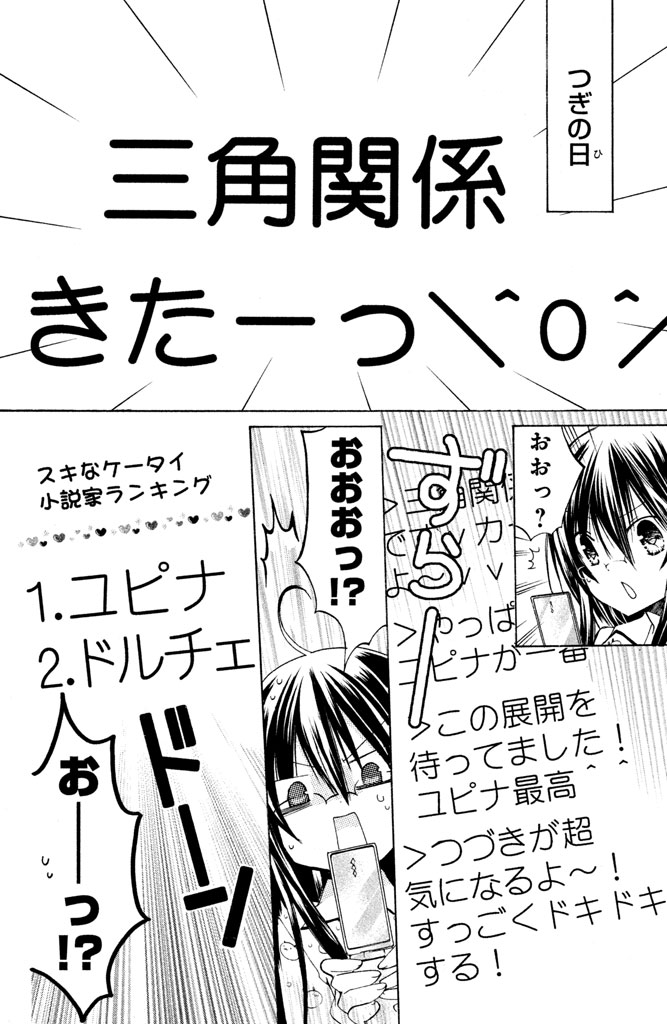 つぎの日
ひ
三角関係
きたーっ＼^o^／
おおっ？
ずらーっ
三角関係
>やっぱ
ユピナが一番
>この展開を
待ってました！
ユピナ最高^^
>つづきが超
気になるよ～！
すっごくドキドキ
する！
おおおっ!?
スキなケータイ
小説家ランキング
1.ユピナ
2.ドルチェ
ドーン
おーーっ!?